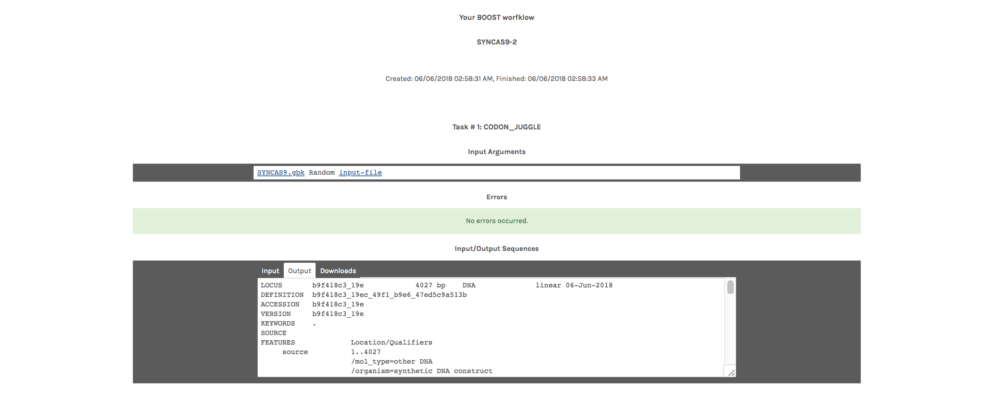 Your BOOST worfklow
SYNCAS9-2
Created: 06/06/2018 02:58:31 AM, Finished: 06/06/2018 02:58:33 AM
Task # 1: CODON_JUGGLE
Input Arguments
SYNCAS9.gbk Random input-file
Errors
No errors occurred.
Input/Output Sequences
Input Output Downloads
LOCUS       b9f418c3_19e            4027 bp    DNA              linear 06-Jun-2018
DEFINITION  b9f418c3_19ec_49f1_b9e6_47ed5c9a513b
ACCESSION   b9f418c3_19e
VERSION     b9f418c3_19e
KEYWORDS    .
SOURCE
FEATURES             Location/Qualifiers
     source          1..4027
                     /mol_type=other DNA
                     /organism=synthetic DNA construct